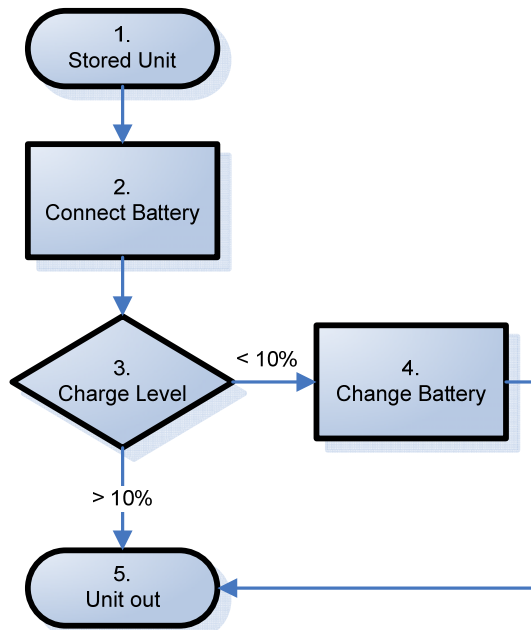 1.
Stored Unit
2.
Connect Battery
3.
Charge Level
< 10%
4.
Change Battery
> 10%
5.
Unit out